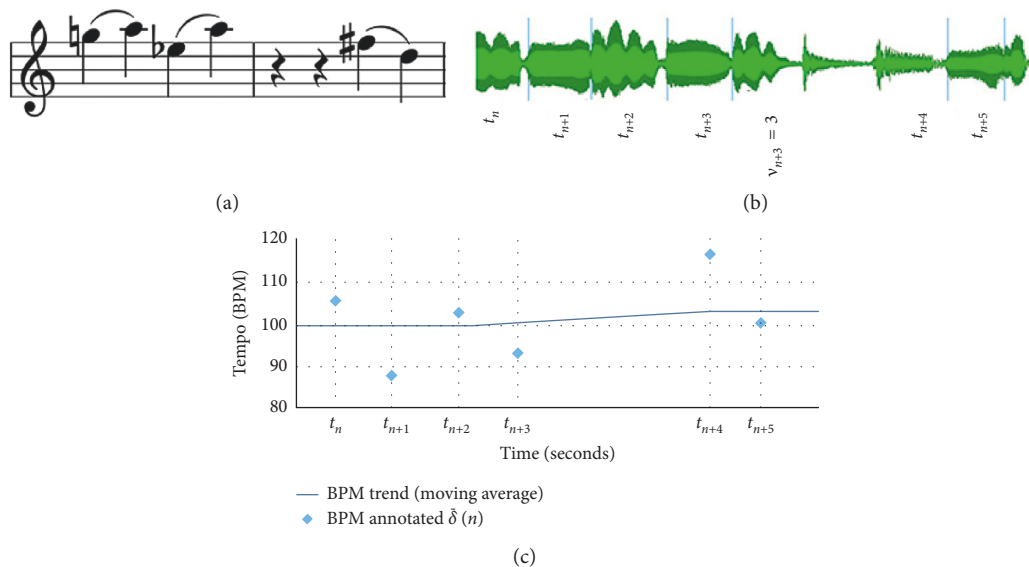 (a)
t_n
t_{n+1}
t_{n+2}
t_{n+3}
ν_{n+3} = 3
t_{n+4}
t_{n+5}
(b)
120
110
100
90
80
Tempo (BPM)
t_n
t_{n+1}
t_{n+2}
t_{n+3}
t_{n+4}
t_{n+5}
Time (seconds)
BPM trend (moving average)
BPM annotated δ̄ (n)
(c)